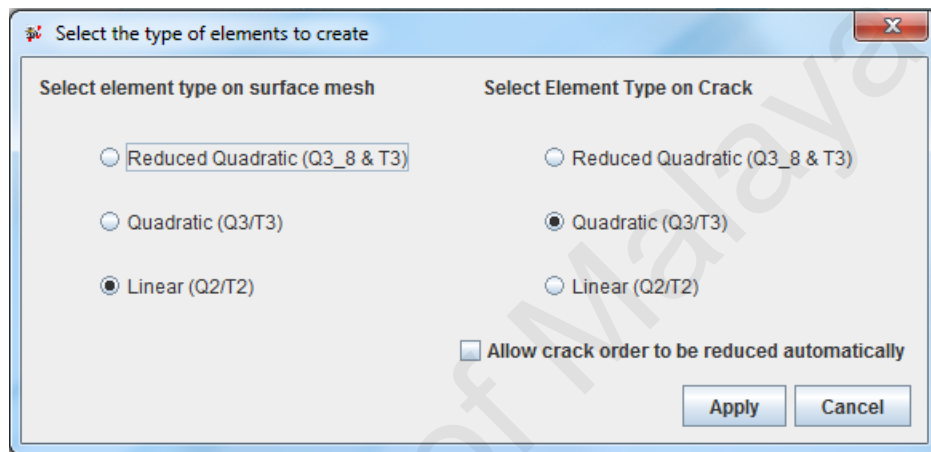 Select the type of elements to create
Select element type on surface mesh
Reduced Quadratic (Q3_8 & T3)
Quadratic (Q3/T3)
Linear (Q2/T2)
Select Element Type on Crack
Reduced Quadratic (Q3_8 & T3)
Quadratic (Q3/T3)
Linear (Q2/T2)
Allow crack order to be reduced automatically
Apply
Cancel
of Malaya